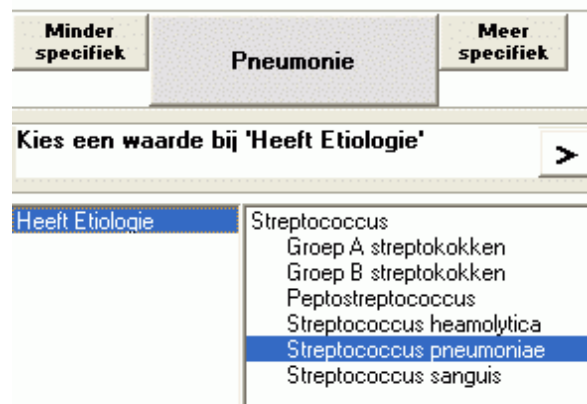 Minder
specifiek
Pneumonie
Meer
specifiek
Kies een waarde bij 'Heeft Etiologie'
>
Heeft Etiologie
Streptococcus
Groep A streptokokken
Groep B streptokokken
Peptostreptococcus
Streptococcus heamolytica
Streptococcus pneumoniae
Streptococcus sanguis